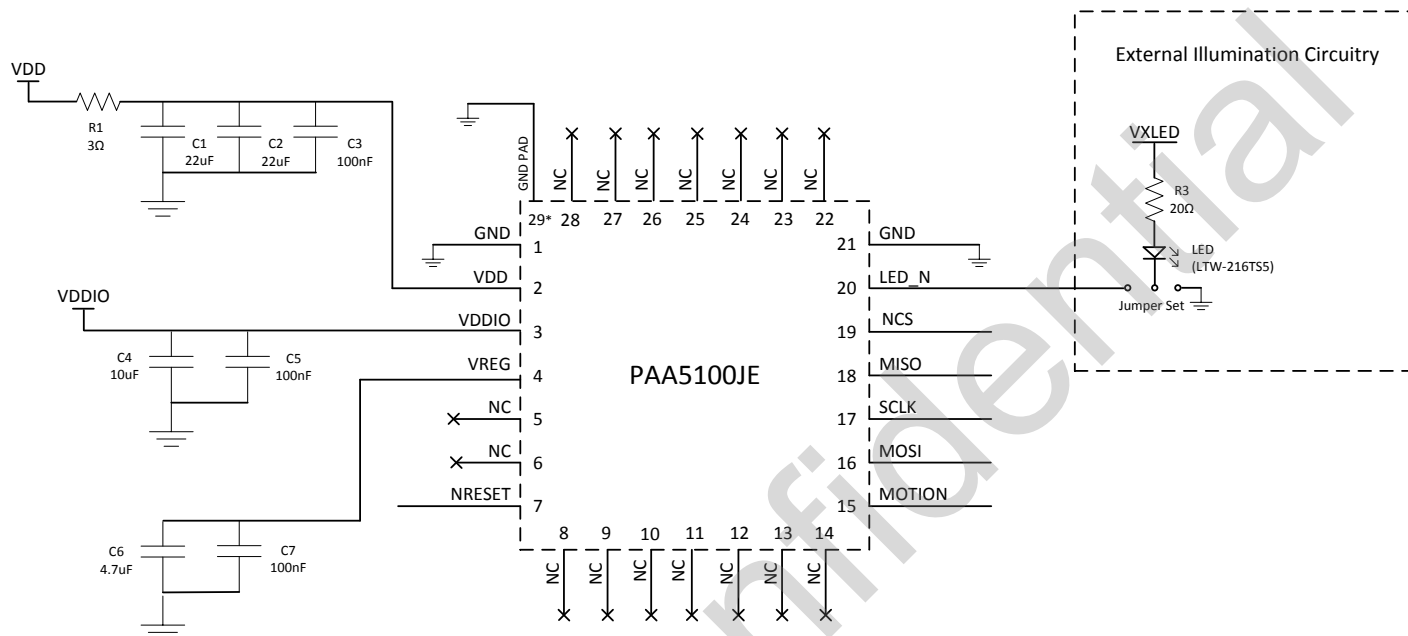 External Illumination Circuitry
VDD
R1
3Ω
C1
22uF
C2
22uF
C3
100nF
GND PAD
NC
NC
NC
NC
NC
NC
NC
VXLED
R3
20Ω
LED
(LTW-216TS5)
Jumper Set
29*
28
27
26
25
24
23
22
GND
1
21
GND
VDD
2
20
LED_N
VDDIO
VDDIO
3
19
NCS
C4
10uF
C5
100nF
VREG
4
PAA5100JE
18
MISO
NC
5
17
SCLK
NC
6
16
MOSI
NRESET
7
15
MOTION
8
9
10
11
12
13
14
NC
NC
NC
NC
NC
NC
NC
C6
4.7uF
C7
100nF
nfidential